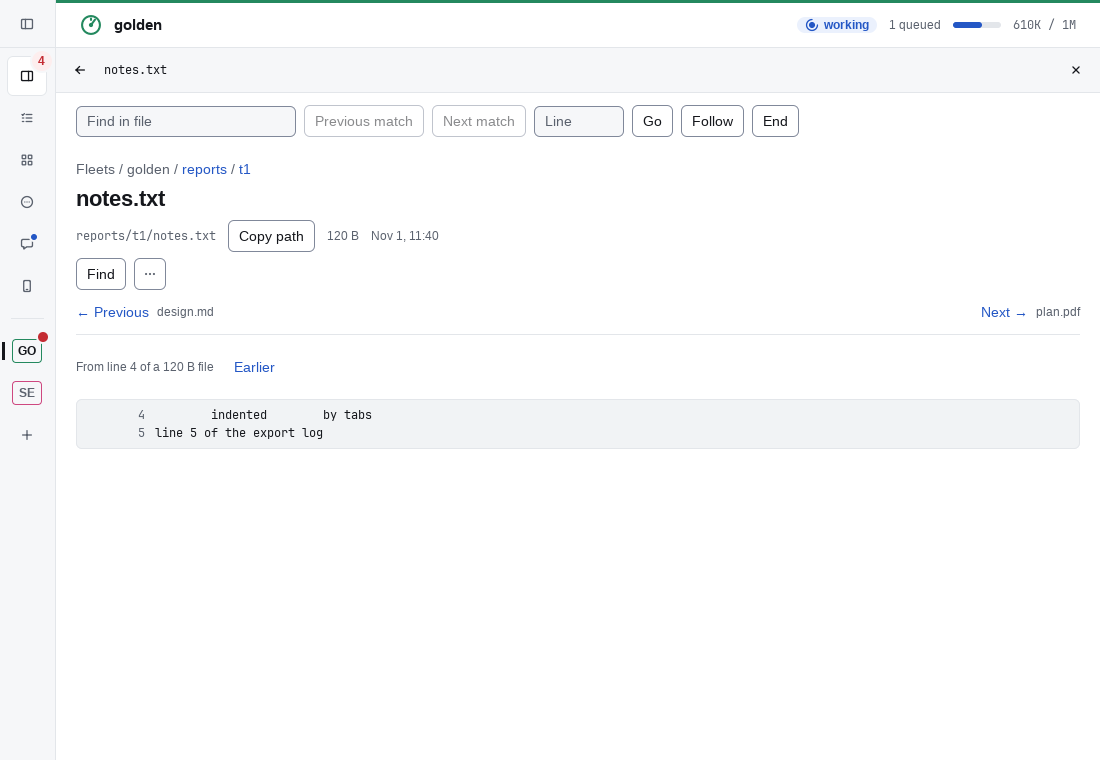 golden
working
1 queued
610K / 1M
4
notes.txt
Find in file
Previous match
Next match
Line
Go
Follow
End
Fleets / golden / reports / t1
notes.txt
reports/t1/notes.txt
Copy path
120 B
Nov 1, 11:40
Find
← Previous design.md
Next → plan.pdf
GO
SE
From line 4 of a 120 B file
Earlier
4 indented by tabs
5 line 5 of the export log